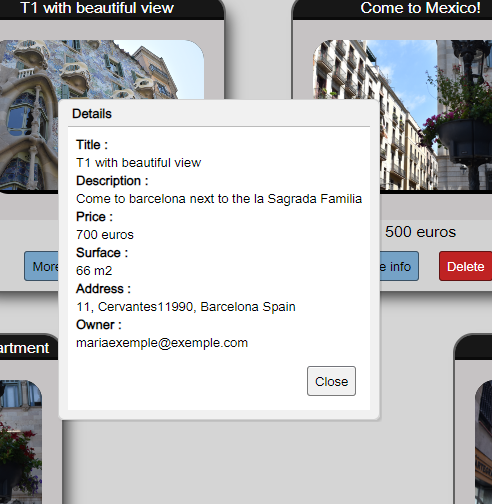 T1 with beautiful view
Come to Mexico!
Details
Title :
T1 with beautiful view
Description :
Come to barcelona next to the la Sagrada Familia
Price :
700 euros
Surface :
66 m2
Address :
11, Cervantes11990, Barcelona Spain
Owner :
mariaexemple@exemple.com
Close
500 euros
More
e info
Delete
artment